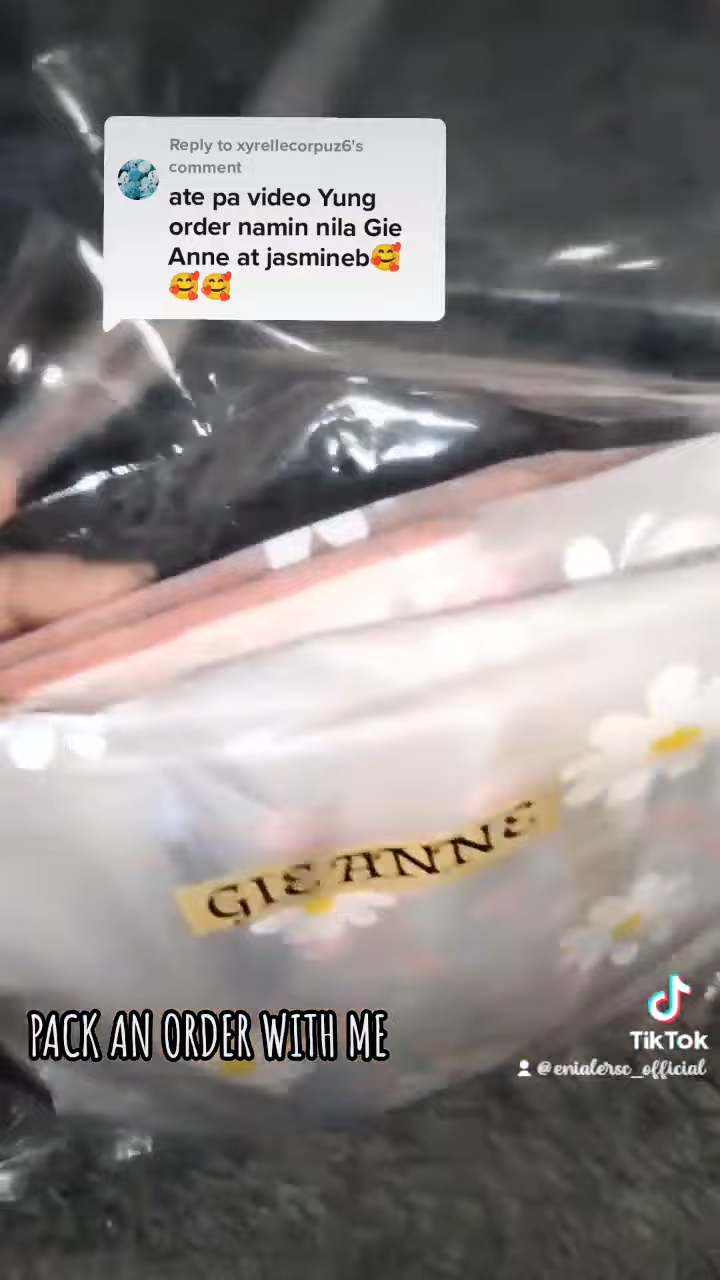 Reply to xyrellecorpuz6's
comment
ate pa video Yung
order namin nila Gie
Anne at jasmineb🥰
🥰🥰
GIE ANNE
PACK AN ORDER WITH ME
TikTok
@enialersc_official